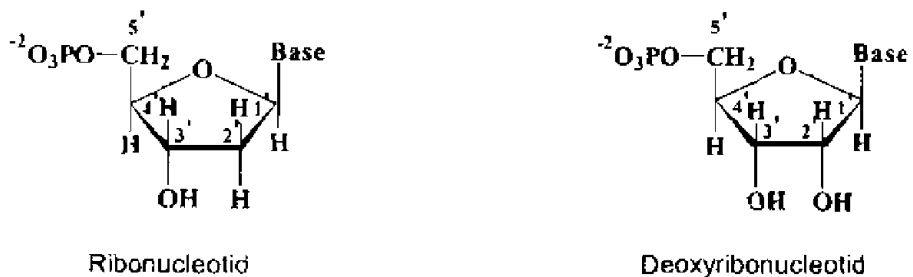 5' 5'
-2O3PO–CH2 O Base -2O3PO–CH2 O Base
4' H H 1' 4' H H 1'
H 3' 2' H H 3' 2' H
OH H OH OH
Ribonucleotid Deoxyribonucleotid